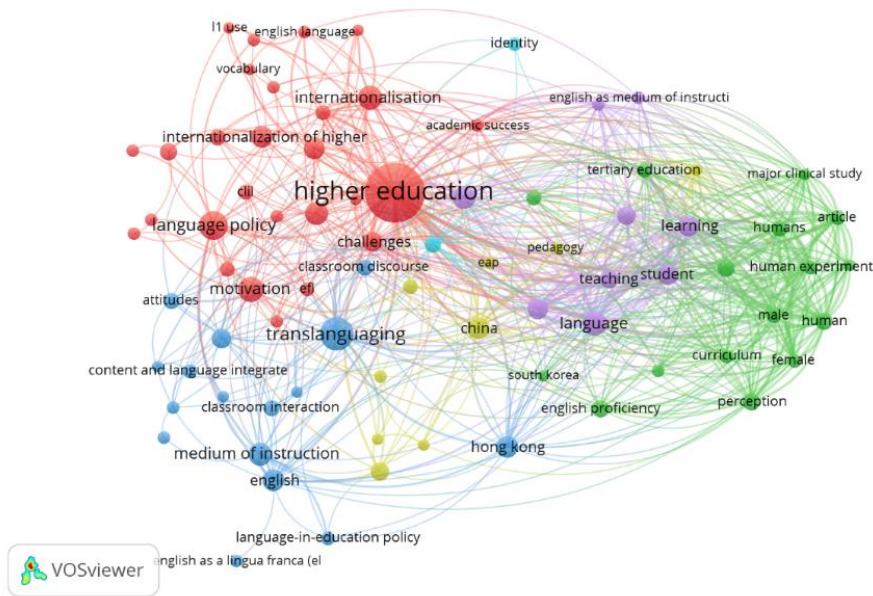 l1 use
english language
identity
vocabulary
internationalisation
english as medium of instructi
academic success
internationalization of higher
tertiary education
major clinical study
clil
higher education
language policy
learning
article
humans
challenges
pedagogy
classroom discourse
eap
teaching
student
human experiment
attitudes
motivation
efl
translanguaging
china
language
male
human
content and language integrate
south korea
curriculum
female
classroom interaction
english proficiency
perception
medium of instruction
hong kong
english
language-in-education policy
english as a lingua franca (el
VOSviewer